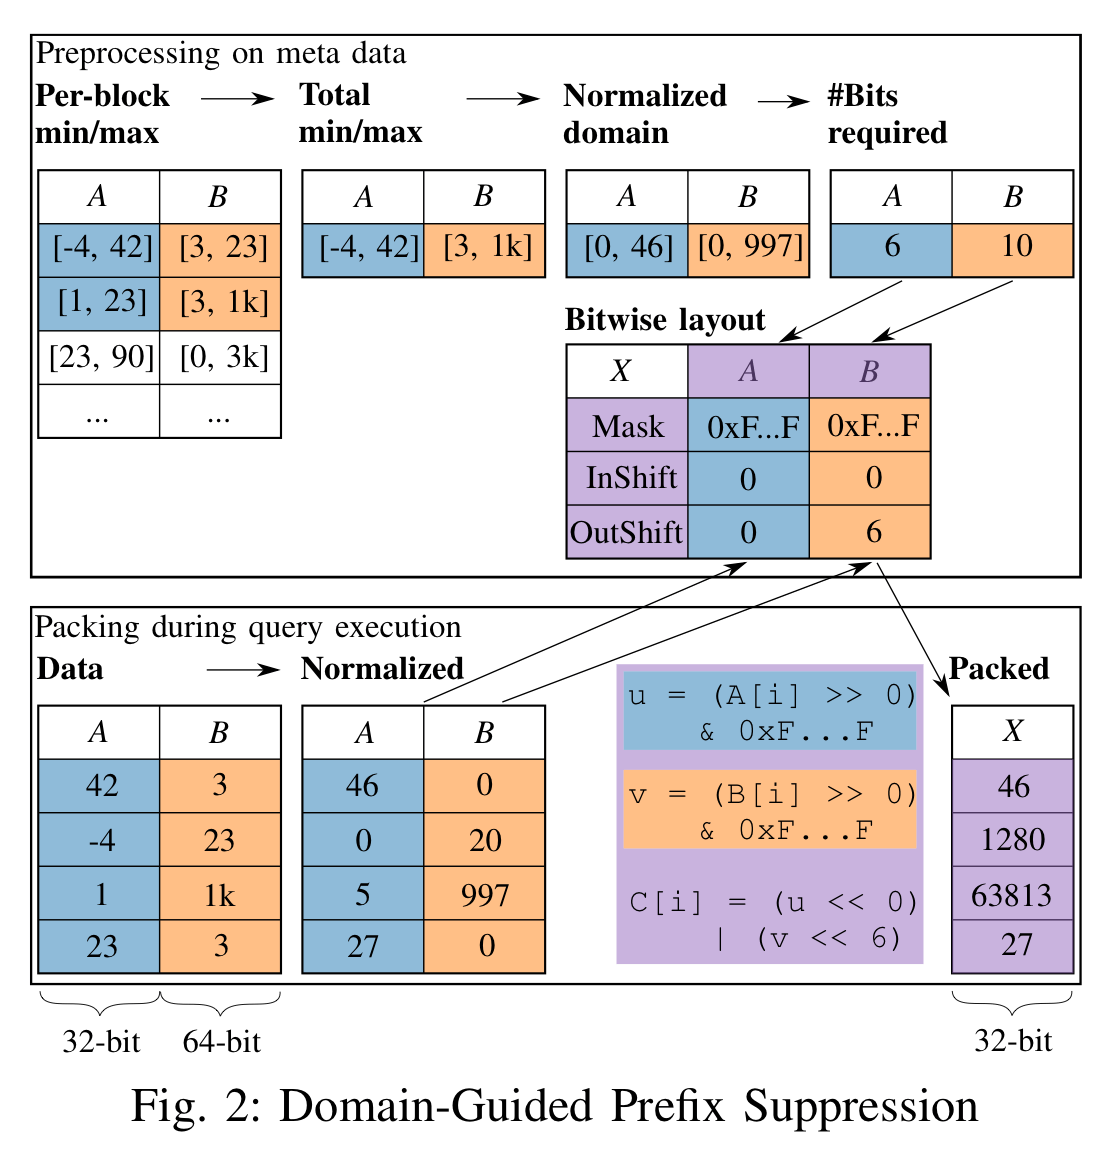 Preprocessing on meta data
Per-block min/max
Total min/max
Normalized domain
#Bits required
A B
[-4, 42] [3, 23]
[1, 23] [3, 1k]
[23, 90] [0, 3k]
... ...
A B
[-4, 42] [3, 1k]
A B
[0, 46] [0, 997]
A B
6 10
Bitwise layout
X A B
Mask 0xF...F 0xF...F
InShift 0 0
OutShift 0 6
Packing during query execution
Data
A B
42 3
-4 23
1 1k
23 3
32-bit 64-bit
Normalized
A B
46 0
0 20
5 997
27 0
u = (A[i] >> 0)
& 0xF...F
v = (B[i] >> 0)
& 0xF...F
C[i] = (u << 0)
| (v << 6)
Packed
X
46
1280
63813
27
32-bit
Fig. 2: Domain-Guided Prefix Suppression